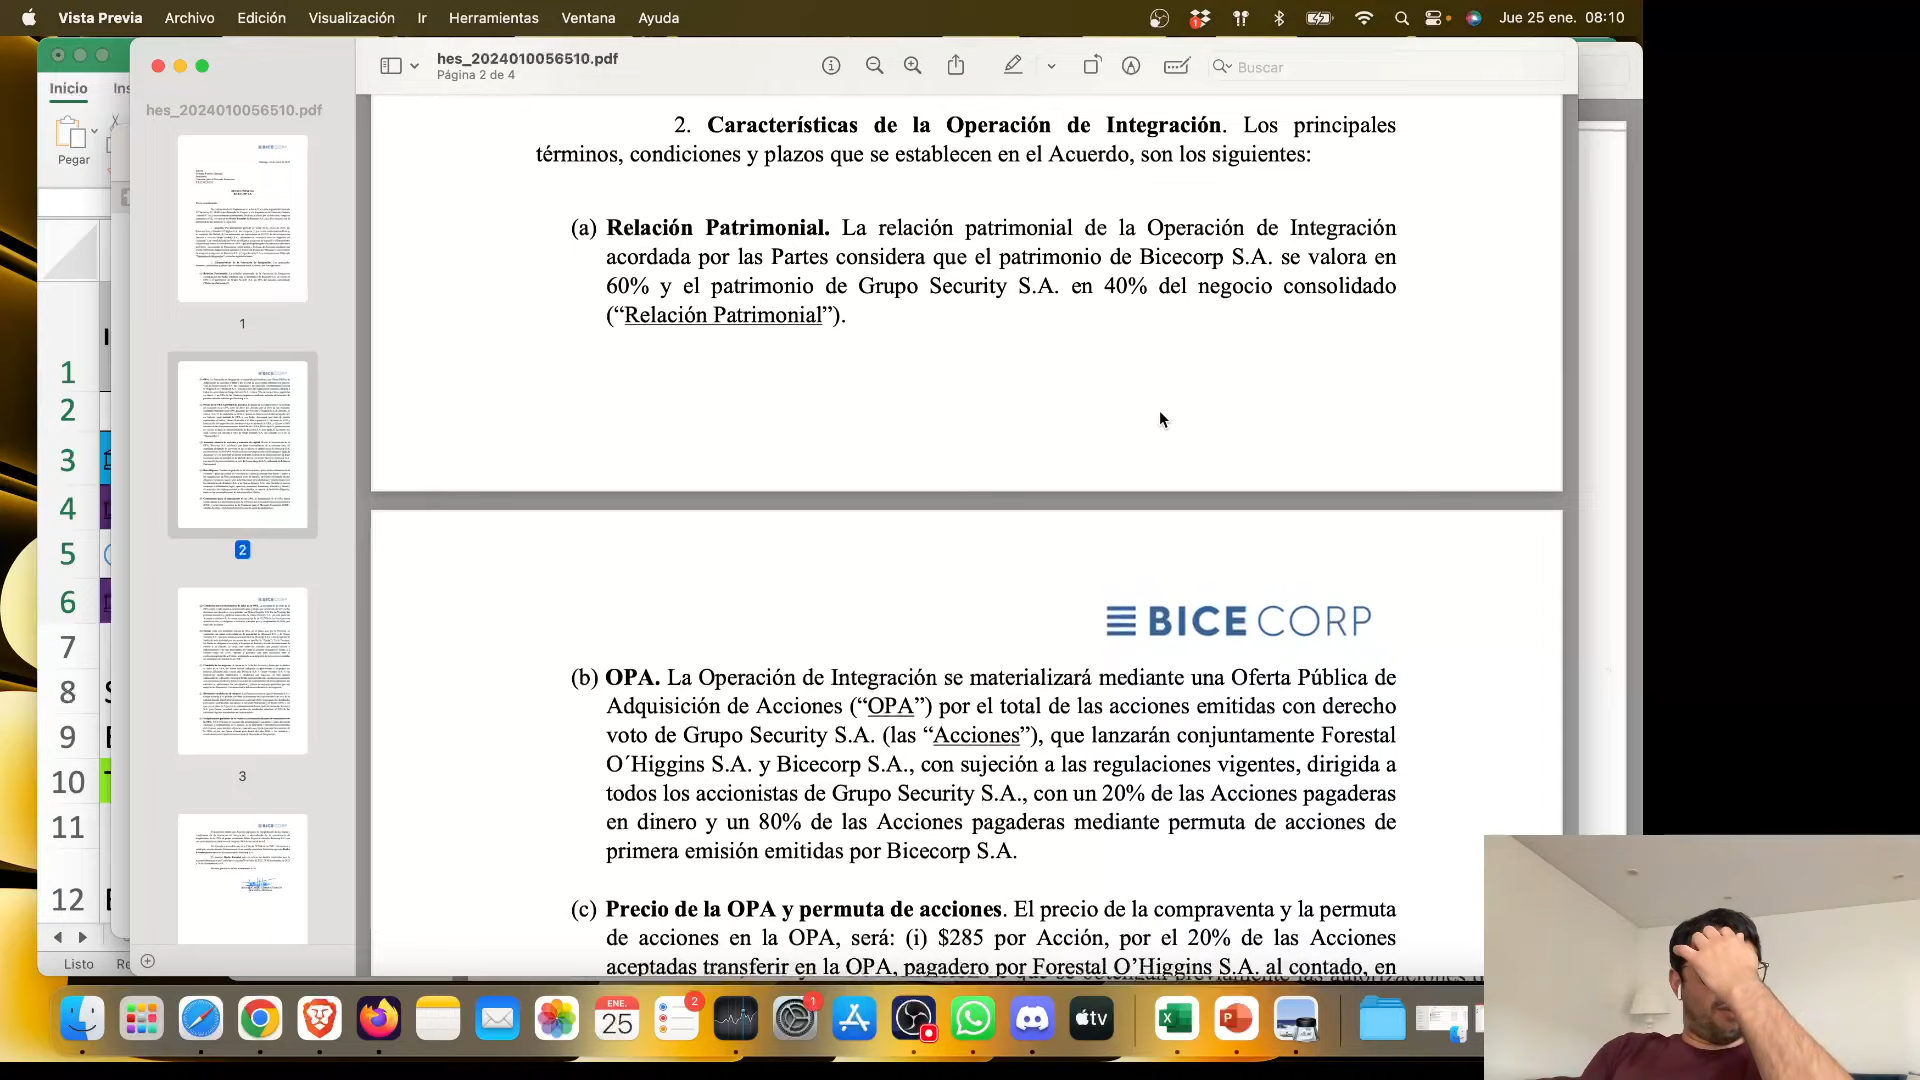 Vista Previa Archivo Edición Visualización Ir Herramientas Ventana Ayuda
1
Jue 25 ene. 08:10
Inicio
Ins
Pegar
hes_2024010056510.pdf
Página 2 de 4
Buscar
hes_2024010056510.pdf
1
2
3
1
2
3
4
5
6
7
8
9
10
11
12
Listo
2. Características de la Operación de Integración. Los principales
términos, condiciones y plazos que se establecen en el Acuerdo, son los siguientes:
(a) Relación Patrimonial. La relación patrimonial de la Operación de Integración
acordada por las Partes considera que el patrimonio de Bicecorp S.A. se valora en
60% y el patrimonio de Grupo Security S.A. en 40% del negocio consolidado
(“Relación Patrimonial”).
BICECORP
(b) OPA. La Operación de Integración se materializará mediante una Oferta Pública de
Adquisición de Acciones (“OPA”) por el total de las acciones emitidas con derecho
voto de Grupo Security S.A. (las “Acciones”), que lanzarán conjuntamente Forestal
O´Higgins S.A. y Bicecorp S.A., con sujeción a las regulaciones vigentes, dirigida a
todos los accionistas de Grupo Security S.A., con un 20% de las Acciones pagaderas
en dinero y un 80% de las Acciones pagaderas mediante permuta de acciones de
primera emisión emitidas por Bicecorp S.A.
(c) Precio de la OPA y permuta de acciones. El precio de la compraventa y la permuta
de acciones en la OPA, será: (i) $285 por Acción, por el 20% de las Acciones
aceptadas transferir en la OPA, pagadero por Forestal O’Higgins S.A. al contado, en
ENE.
25
2
1
tv